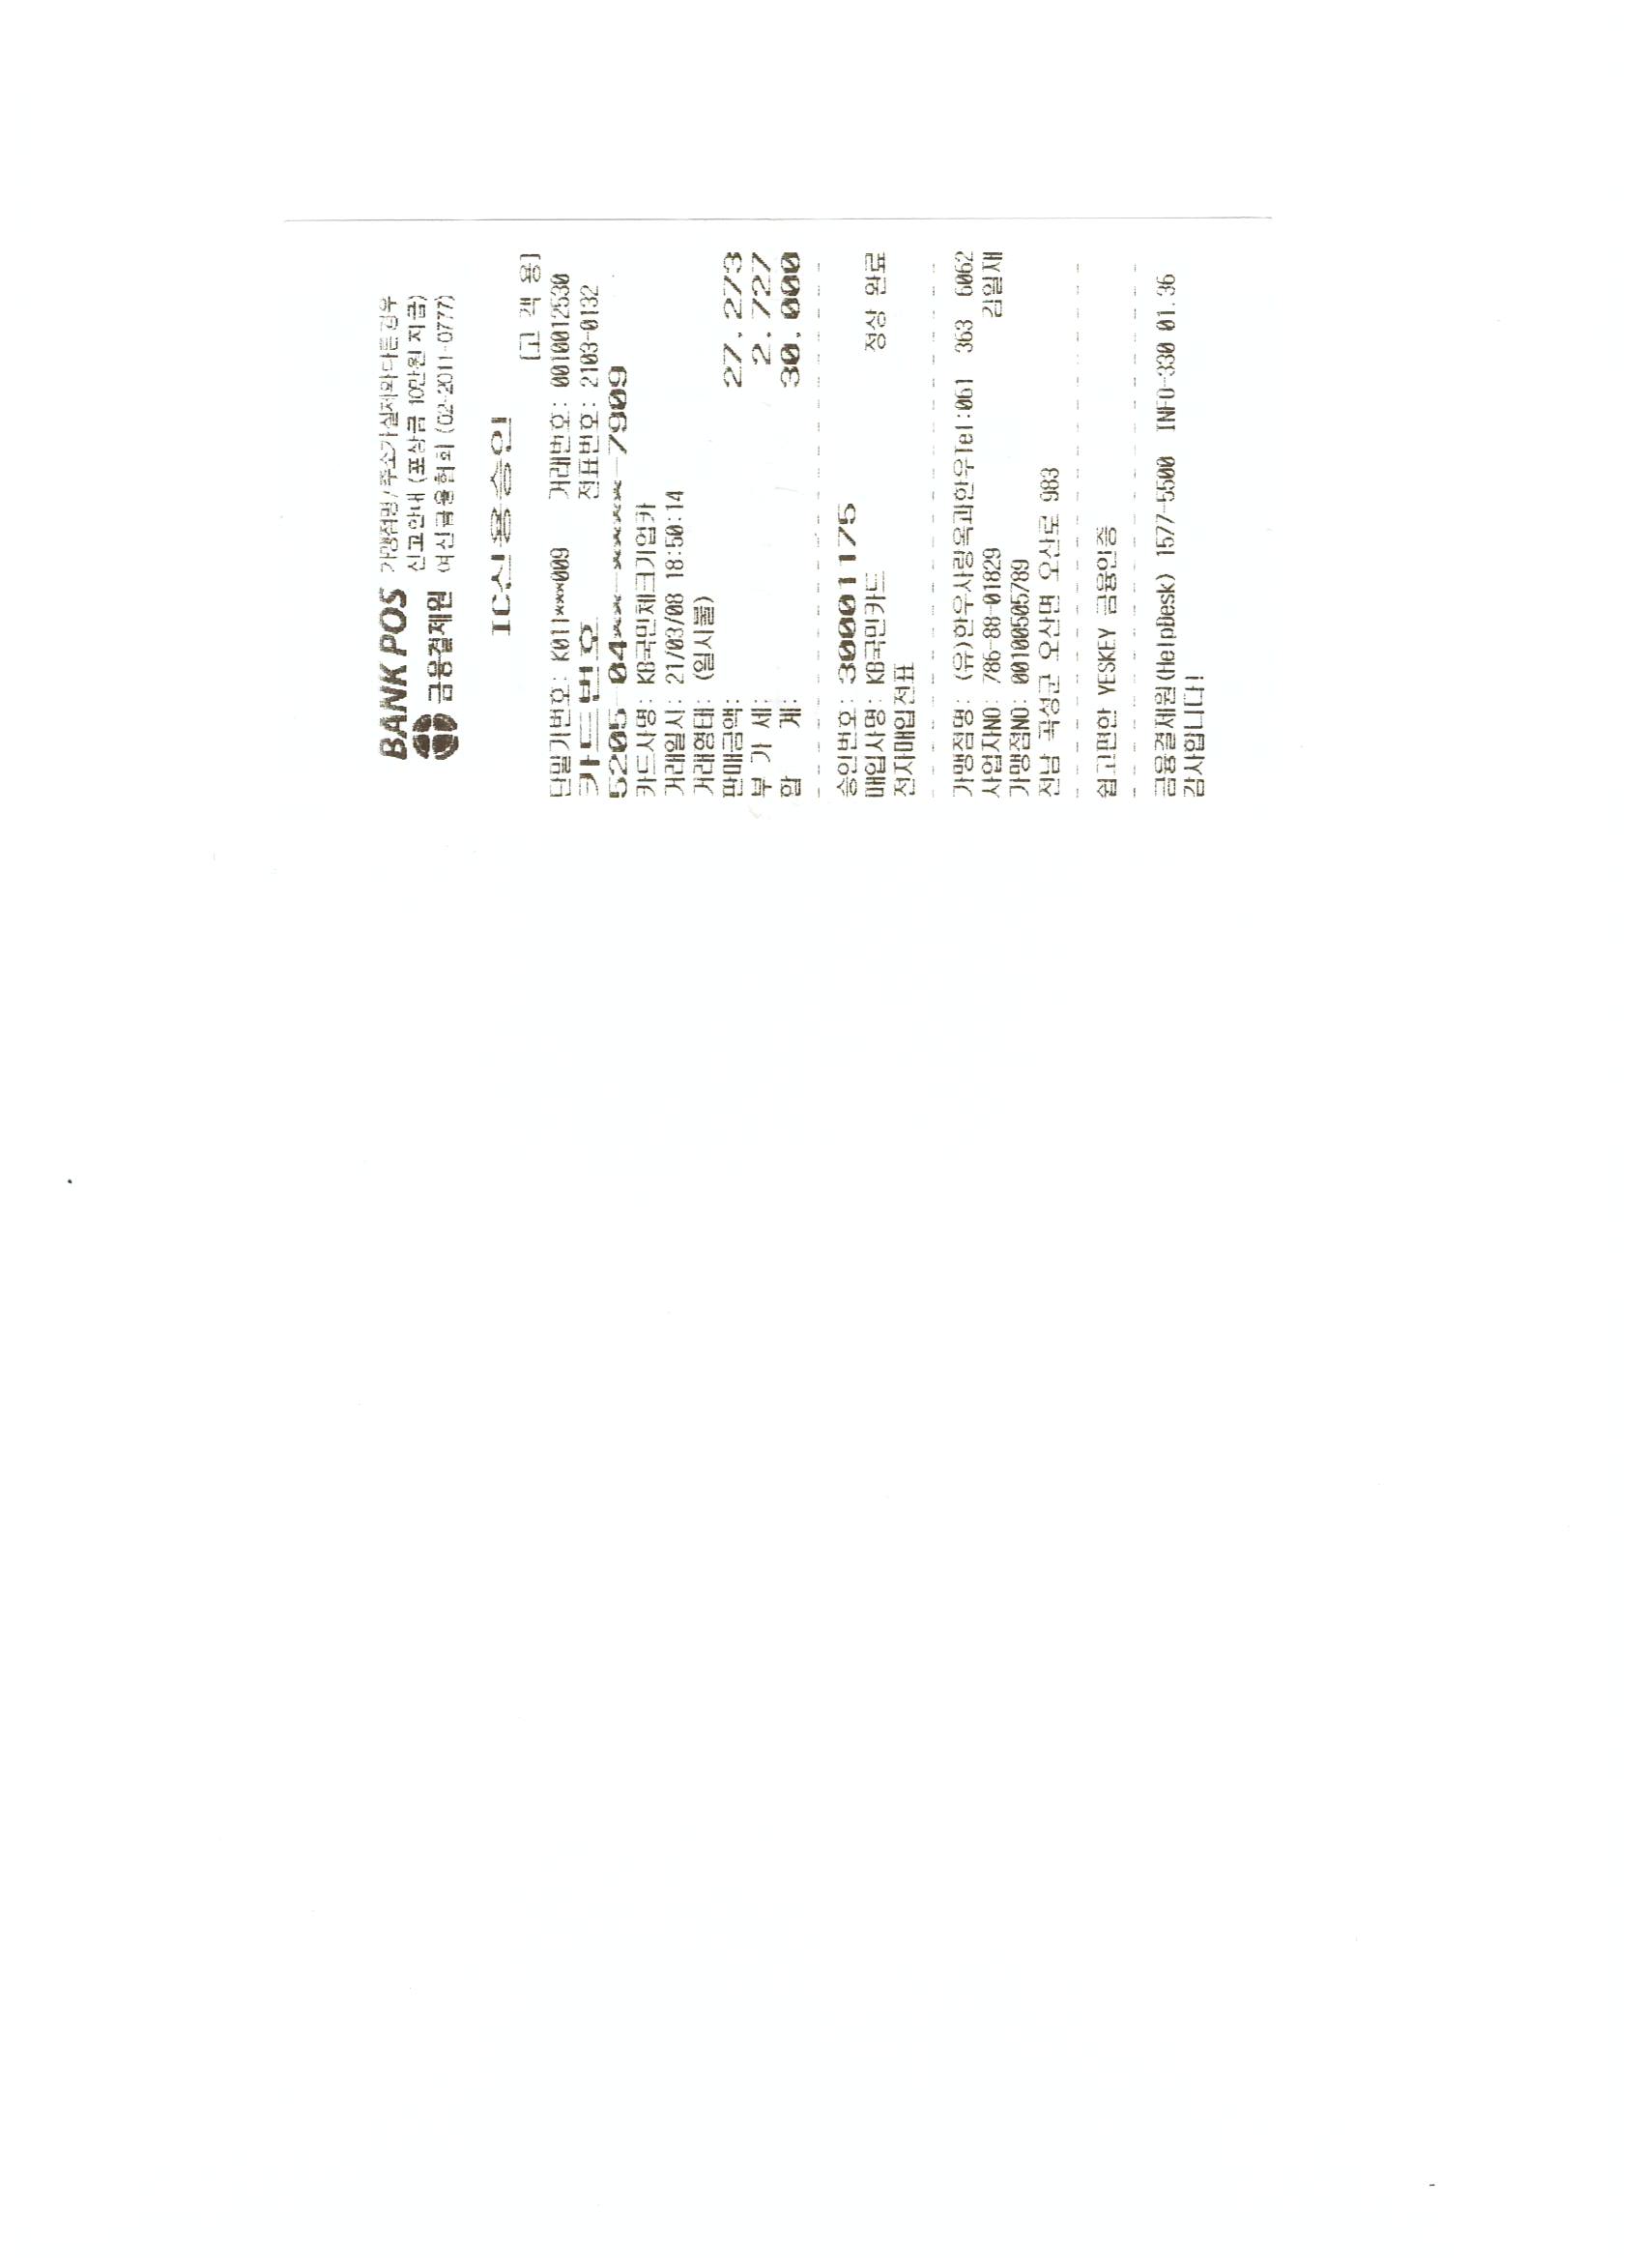 BANK POS 가맹점명/주소가실제와다른경우
신고안내 (포상금 10만원 지급)
금융결제원 여신금융협회 (02-2011-0777)
IC신용승인
[고 객 용]
단말기번호: K011****009 거래번호: 001001253​0
카드번호 전표번호: 2103-0132
5205-04**-****-7909
카드사명: KB국민체크기업카
거래일시: 21/03/08 18:50:14
거래형태: (일시불)
판매금액: 27,273
부 가 세: 2,727
합 계: 30,000
승인번호: 30001175
매입사명: KB국민카드 정상 완료
전자매입전표
가맹점명: (유)한우사랑옥과한우Tel:061 363 6062
사업자NO: 786-88-01829 김일재
가맹점NO: 00100505789
전남 곡성군 오산면 오산로 983
쉽고편한 YESKEY 금융인증
금융결제원(HelpDesk) 1577-5500 INFO-330 01.36
감사합니다!